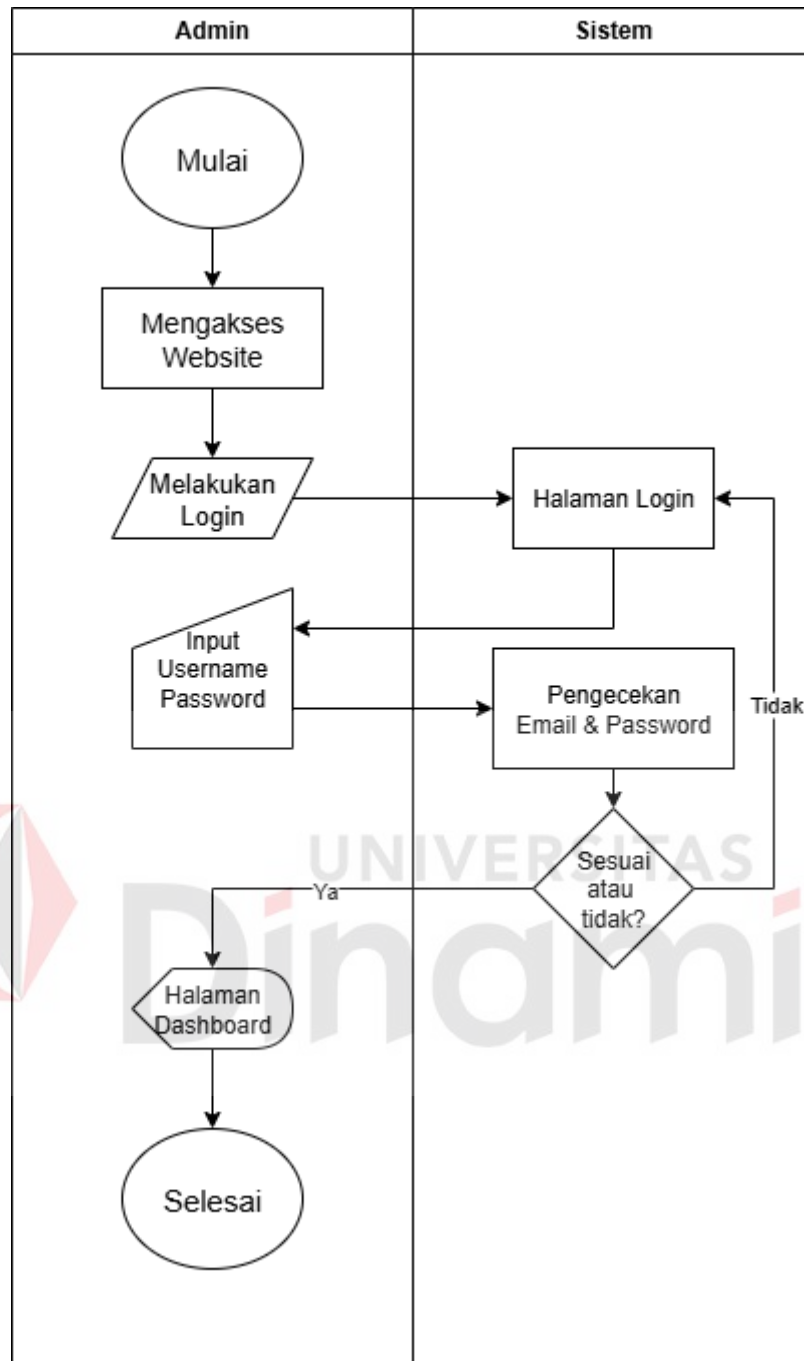 Admin
Sistem
Mulai
Mengakses
Website
Melakukan
Login
Halaman Login
Input
Username
Password
Pengecekan
Email & Password
Tidak
Sesuai
atau
tidak?
Ya
Halaman
Dashboard
Selesai
UNIVERSITAS
Dinami